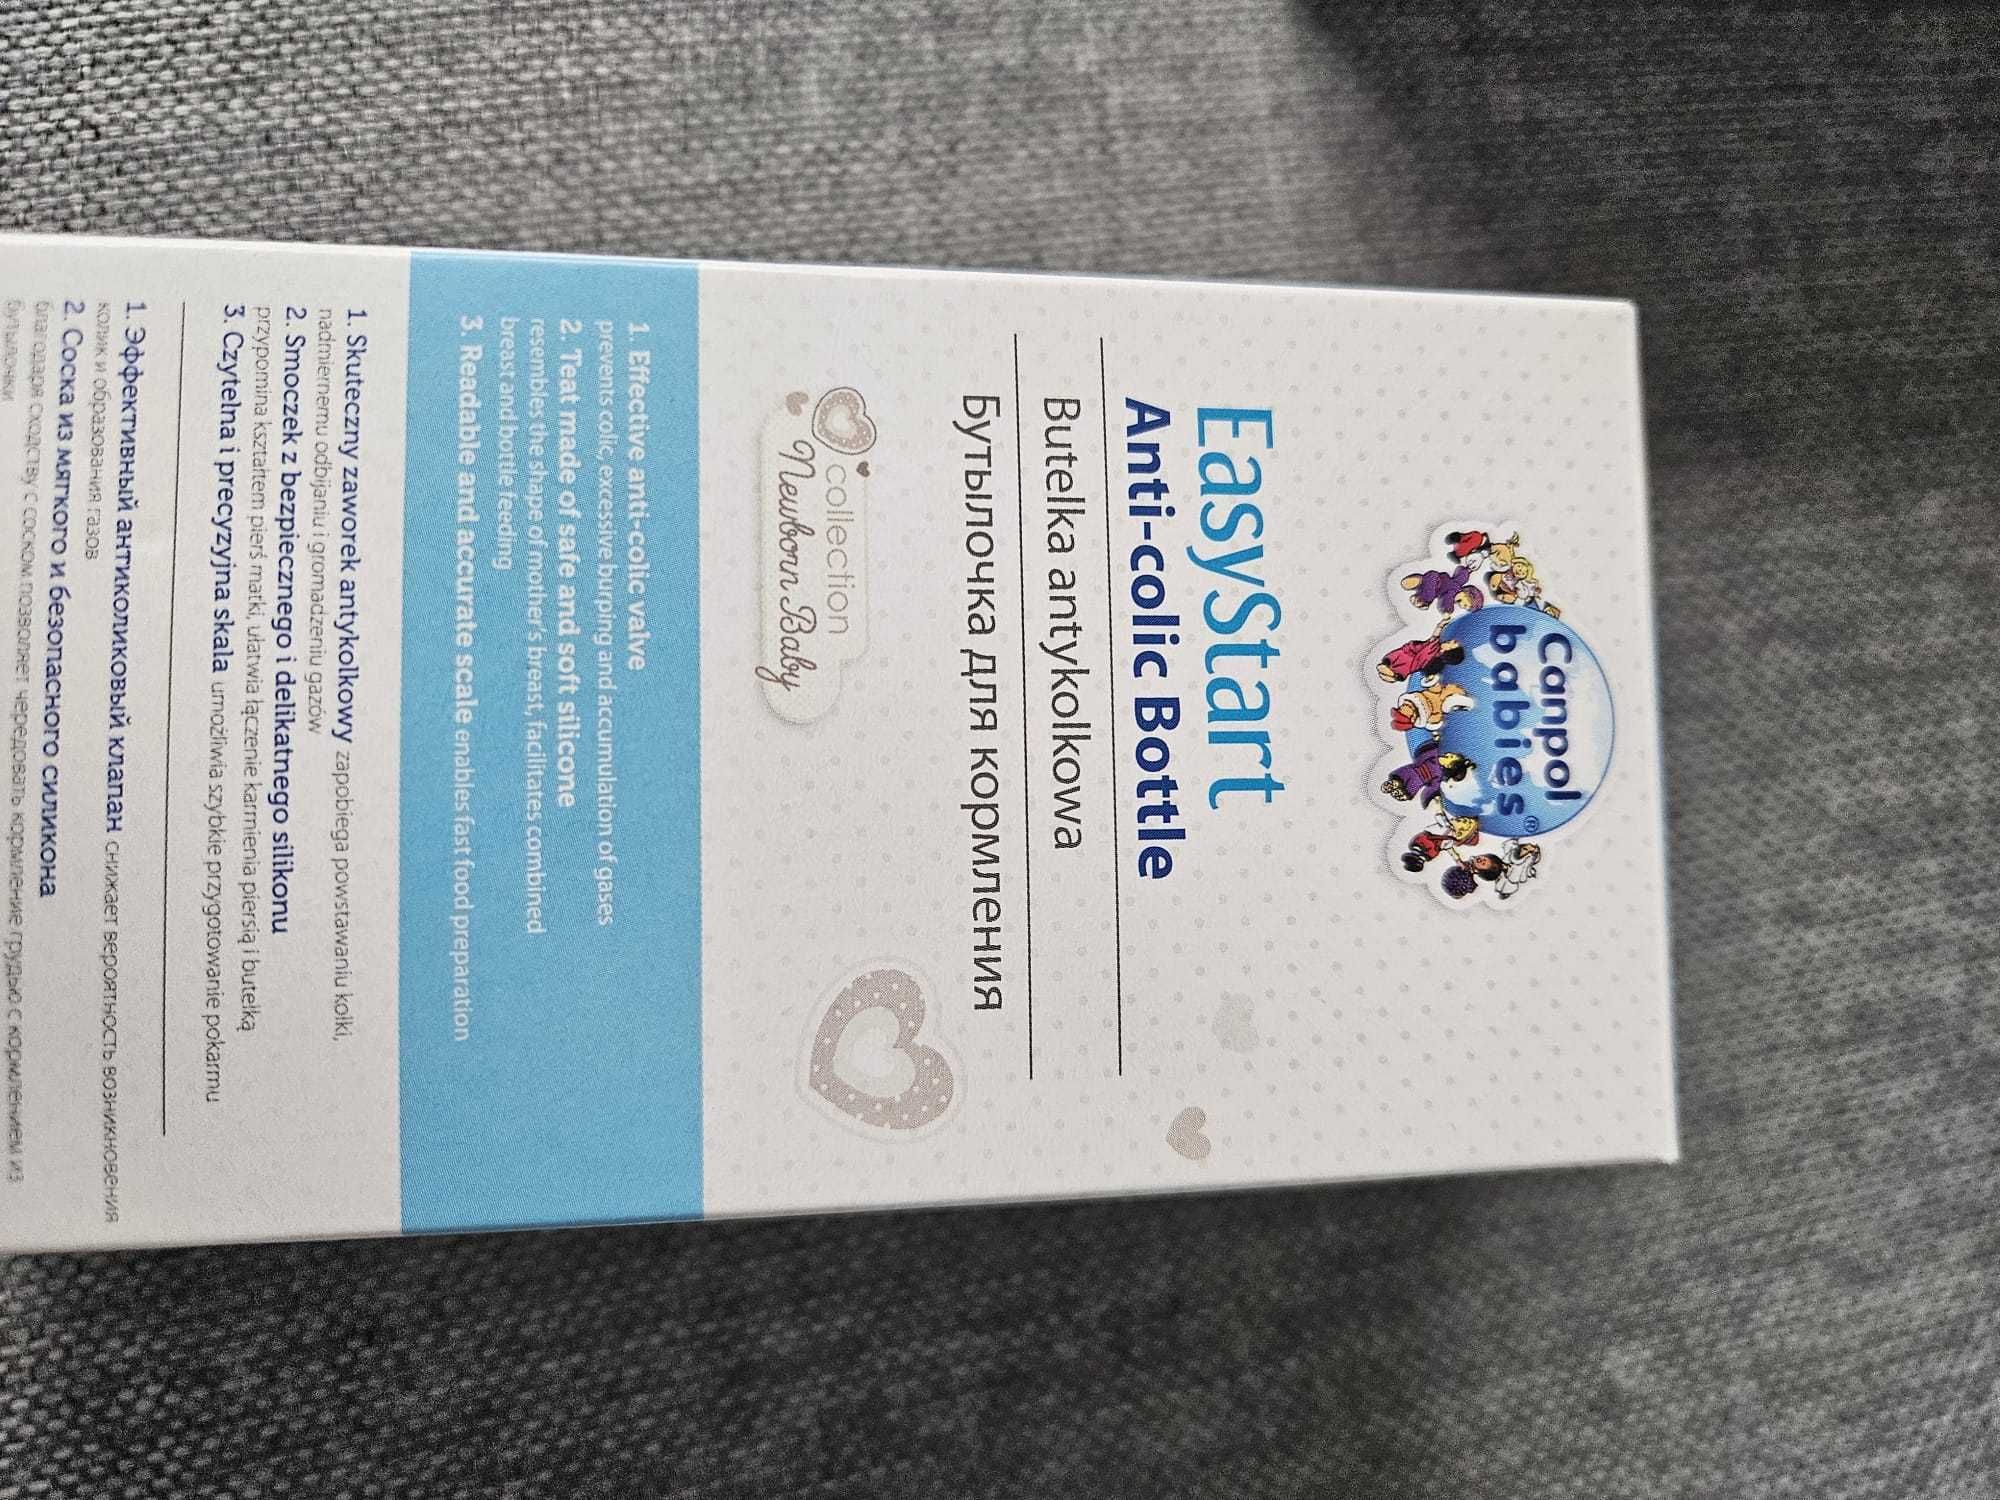 Canpol
babies®
EasyStart
Anti-colic Bottle
Butelka antykolkowa
Бутылочка для кормления
collection
Newborn Baby
1. Effective anti-colic valve
prevents colic, excessive burping and accumulation of gases
2. Teat made of safe and soft silicone
resembles the shape of mother's breast, facilitates combined
breast and bottle feeding
3. Readable and accurate scale enables fast food preparation
1. Skuteczny zaworek antykolkowy zapobiega powstawaniu kolki,
nadmiernemu odbijaniu i gromadzeniu gazów
2. Smoczek z bezpiecznego i delikatnego silikonu
przypomina kształtem pierś matki, ułatwia łączenie karmienia piersią i butelką
3. Czytelna i precyzyjna skala umożliwia szybkie przygotowanie pokarmu
1. Эффективный антиколиковый клапан снижает вероятность возникновения
колик и образования газов
2. Соска из мягкого и безопасного силикона
благодаря сходству с соском позволяет чередовать кормление грудью с кормлением из
бутылочки